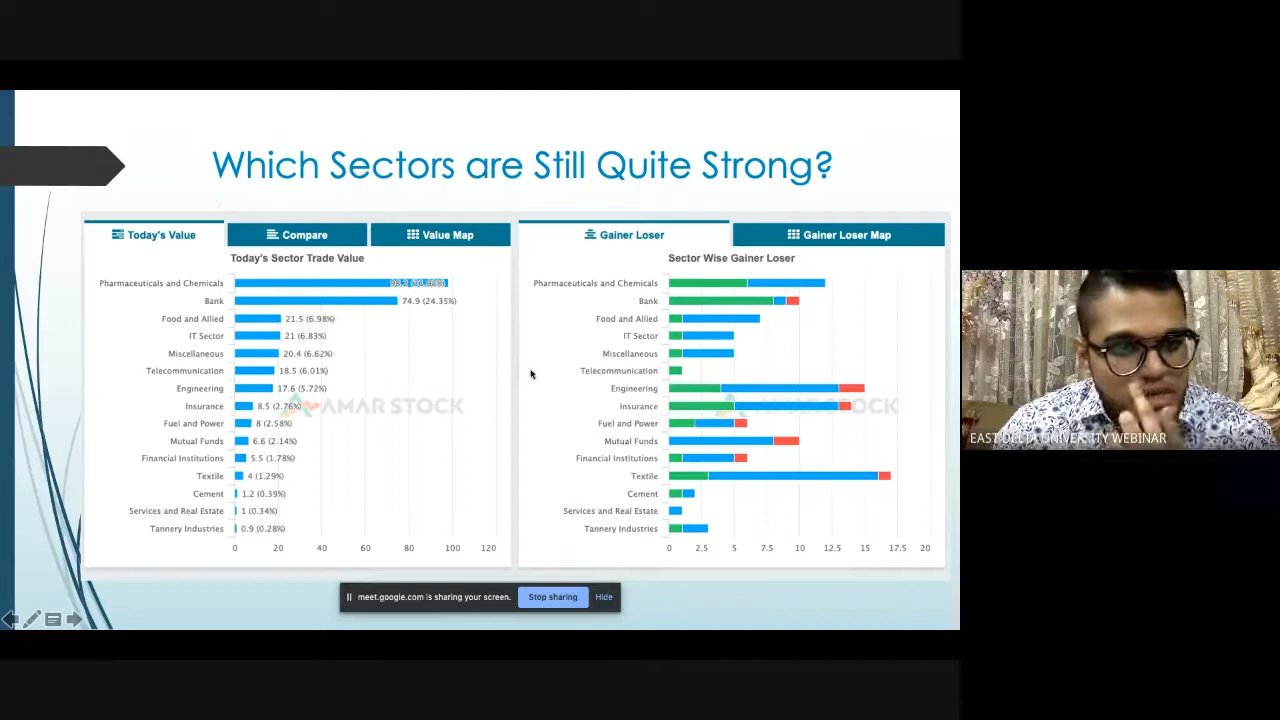 Which Sectors are Still Quite Strong?
Today's Value
Compare
Value Map
Today's Sector Trade Value
Pharmaceuticals and Chemicals
Bank 74.9 (24.35%)
Food and Allied 21.5 (6.98%)
IT Sector 21 (6.83%)
Miscellaneous 20.4 (6.62%)
Telecommunication 18.5 (6.01%)
Engineering 17.6 (5.72%)
Insurance 8.5 (2.76%)
Fuel and Power 8 (2.58%)
Mutual Funds 6.6 (2.14%)
Financial Institutions 5.5 (1.78%)
Textile 4 (1.29%)
Cement 1.2 (0.39%)
Services and Real Estate 1 (0.34%)
Tannery Industries 0.9 (0.28%)
0 20 40 60 80 100 120
AMAR STOCK
Gainer Loser
Gainer Loser Map
Sector Wise Gainer Loser
Pharmaceuticals and Chemicals
Bank
Food and Allied
IT Sector
Miscellaneous
Telecommunication
Engineering
Insurance
Fuel and Power
Mutual Funds
Financial Institutions
Textile
Cement
Services and Real Estate
Tannery Industries
0 2.5 5 7.5 10 12.5 15 17.5 20
AMAR STOCK
meet.google.com is sharing your screen.
Stop sharing
Hide
EAST DELTA UNIVERSITY WEBINAR